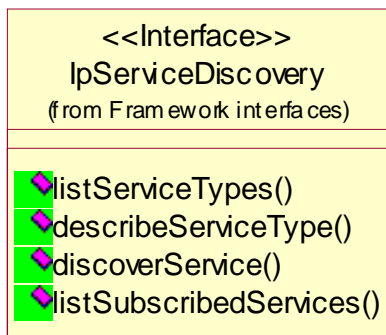 <<Interface>>
IpServiceDiscovery
(from Framework interfaces)
listServiceTypes()
describeServiceType()
discoverService()
listSubscribedServices()